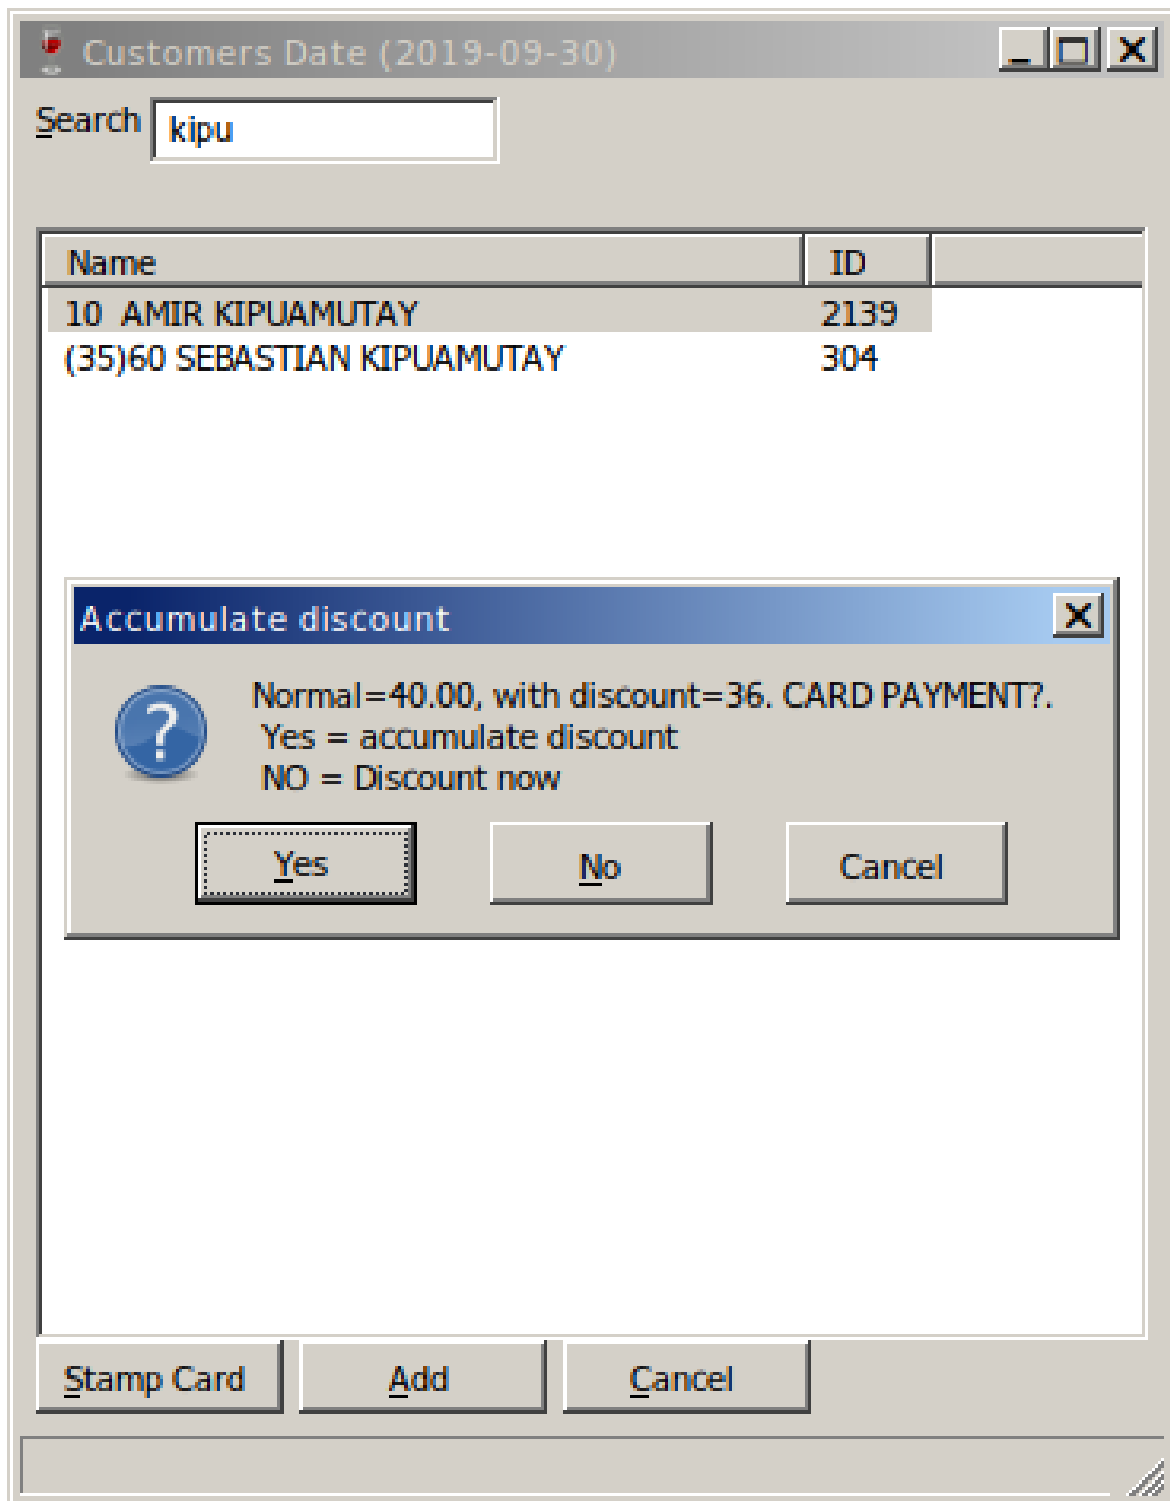 Customers Date (2019-09-30)
Search kipu
Name ID
10 AMIR KIPUAMUTAY 2139
(35)60 SEBASTIAN KIPUAMUTAY 304
Accumulate discount
Normal=40.00, with discount=36. CARD PAYMENT?.
Yes = accumulate discount
NO = Discount now
Yes No Cancel
Stamp Card Add Cancel